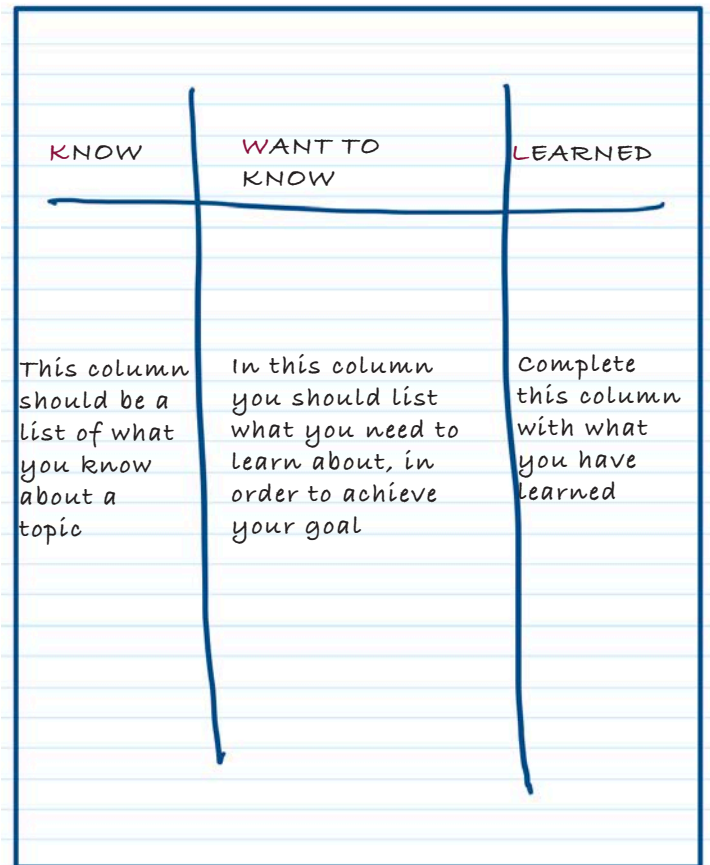 KNOW
WANT TO
KNOW
LEARNED
This column
should be a
list of what
you know
about a
topic
In this column
you should list
what you need to
learn about, in
order to achieve
your goal
Complete
this column
with what
you have
learned